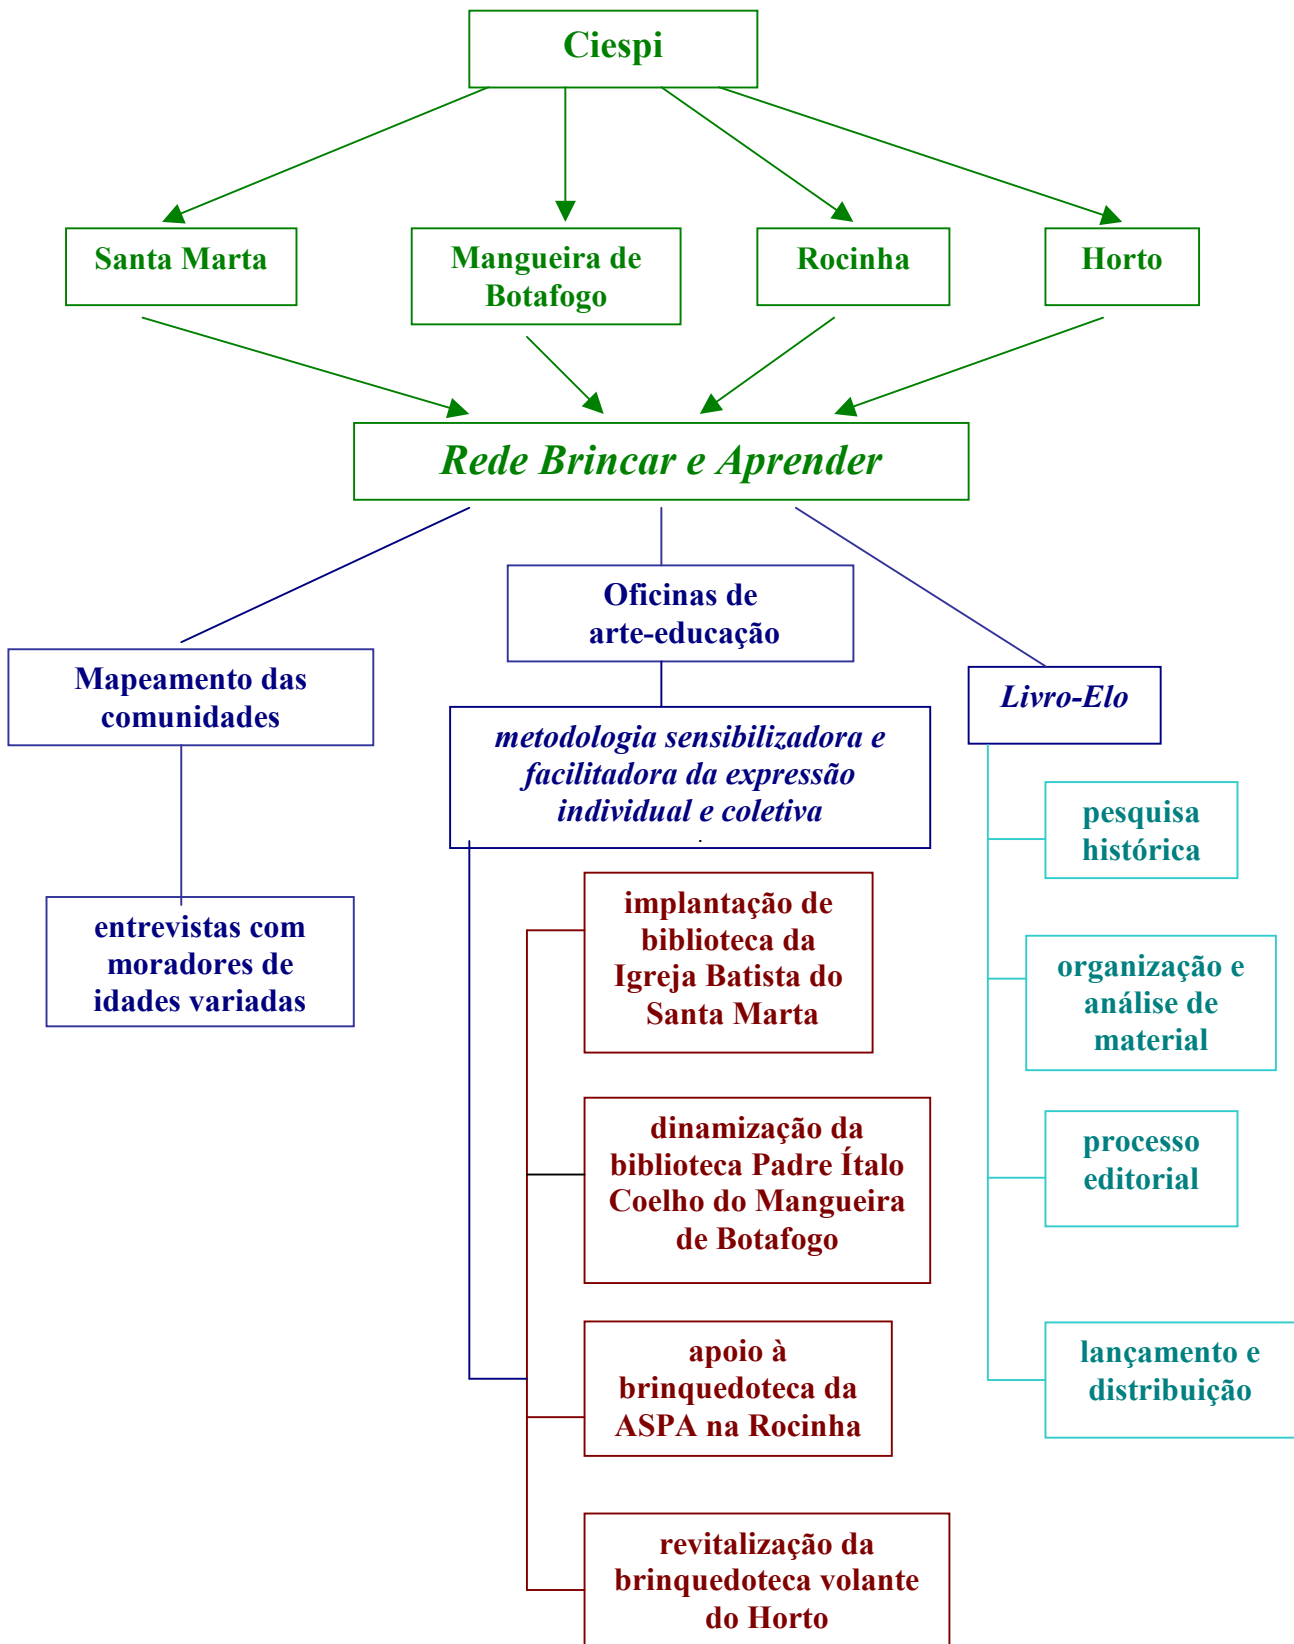 Ciespi
Santa Marta
Mangueira de
Botafogo
Rocinha
Horto
Rede Brincar e Aprender
Mapeamento das
comunidades
entrevistas com
moradores de
idades variadas
Oficinas de
arte-educação
metodologia sensibilizadora e
facilitadora da expressão
individual e coletiva
.
implantação de
biblioteca da
Igreja Batista do
Santa Marta
dinamização da
biblioteca Padre Ítalo
Coelho do Mangueira
de Botafogo
apoio à
brinquedoteca da
ASPA na Rocinha
revitalização da
brinquedoteca volante
do Horto
Livro-Elo
pesquisa
histórica
organização e
análise de
material
processo
editorial
lançamento e
distribuição